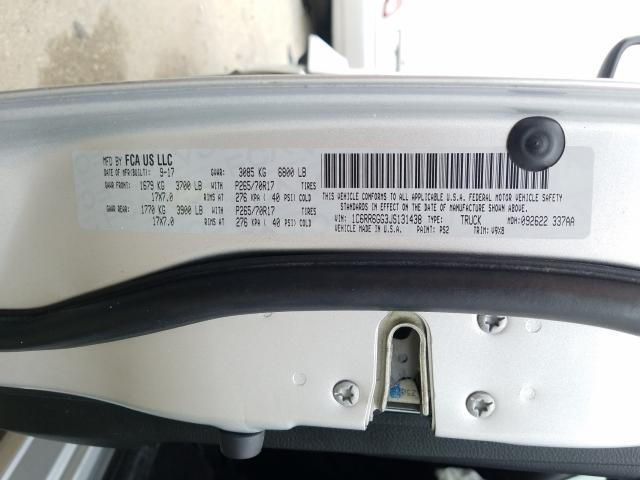 MFD BY FCA US LLC
DATE OF MFR(BUILT): 9-17 GVWR: 3085 KG 6800 LB
GAWR FRONT: 1679 KG 3700 LB WITH P265/70R17 TIRES
17X7.0 RIMS AT 276 KPA ( 40 PSI) COLD
GAWR REAR: 1770 KG 3900 LB WITH P265/70R17 TIRES
17X7.0 RIMS AT 276 KPA ( 40 PSI) COLD
THIS VEHICLE CONFORMS TO ALL APPLICABLE U.S.A. FEDERAL MOTOR VEHICLE SAFETY
STANDARDS IN EFFECT ON THE DATE OF MANUFACTURE SHOWN ABOVE.
VIN: 1C6RR6GG3JS131438 TYPE: TRUCK MDH: 092622 337AA
VEHICLE MADE IN U.S.A. PAINT: PS2 TRIM: V9X8